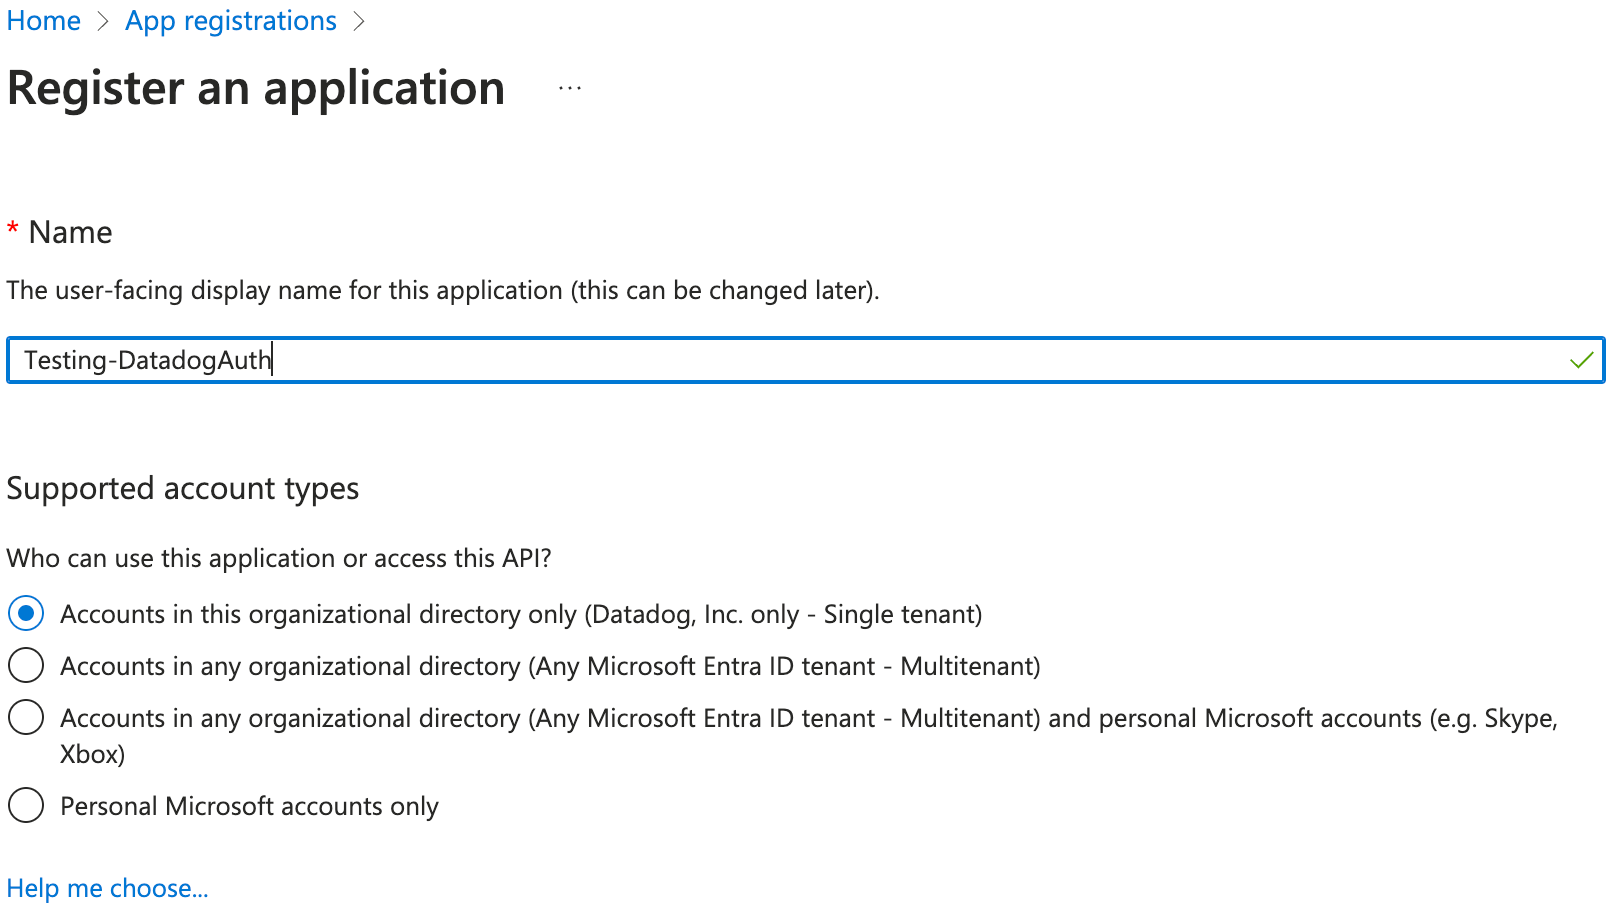 Home > App registrations >
Register an application ...
* Name
The user-facing display name for this application (this can be changed later).
Testing-DatadogAuth
Supported account types
Who can use this application or access this API?
Accounts in this organizational directory only (Datadog, Inc. only - Single tenant)
Accounts in any organizational directory (Any Microsoft Entra ID tenant - Multitenant)
Accounts in any organizational directory (Any Microsoft Entra ID tenant - Multitenant) and personal Microsoft accounts (e.g. Skype,
Xbox)
Personal Microsoft accounts only
Help me choose...